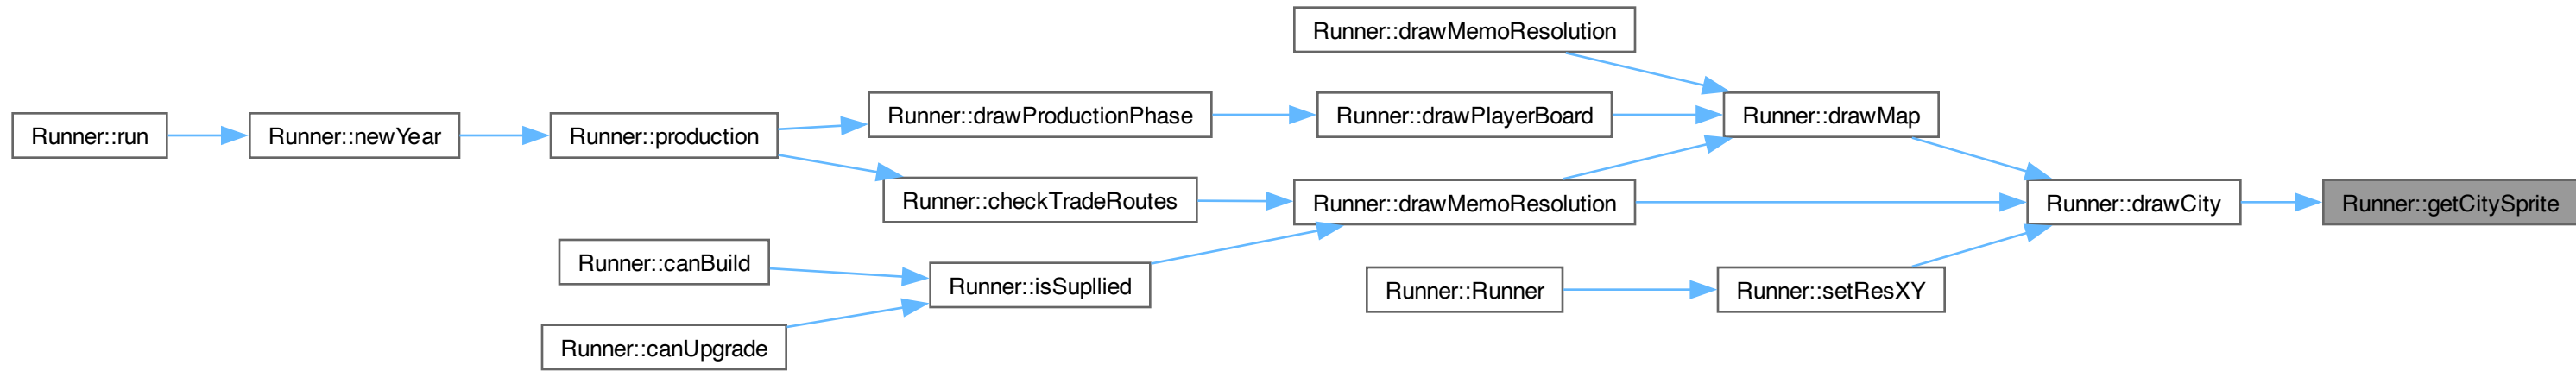 Runner::drawMemoResolution
Runner::run
Runner::newYear
Runner::production
Runner::drawProductionPhase
Runner::drawPlayerBoard
Runner::drawMap
Runner::checkTradeRoutes
Runner::drawMemoResolution
Runner::drawCity
Runner::getCitySprite
Runner::canBuild
Runner::isSupllied
Runner::Runner
Runner::setResXY
Runner::canUpgrade